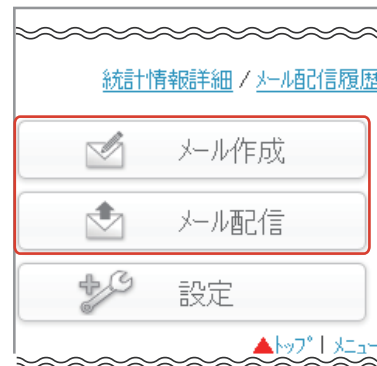 統計情報詳細 / メール配信履歴
メール作成
メール配信
設定
▲トップ | メニュー